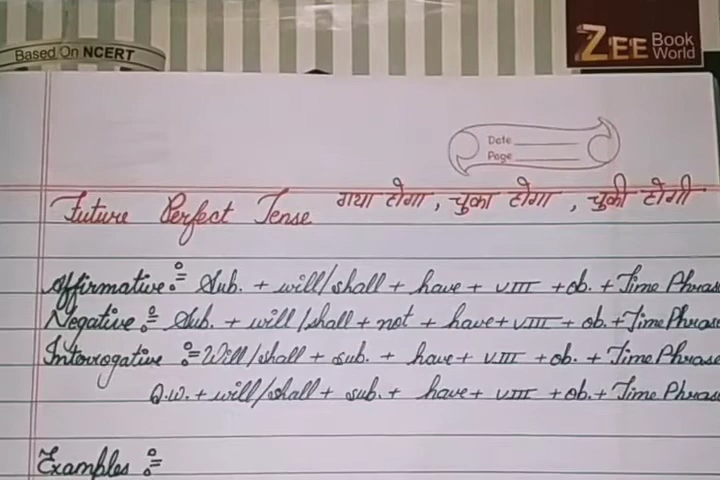 Based On NCERT
ZEE Book World
Date
Page
Future Perfect Tense गया होगा, चुका होगा, चुकी होगी
Affirmative := Sub. + will/shall + have + VIII + ob. + Time Phrase
Negative := Sub. + will/shall + not + have + VIII + ob. + Time Phrase
Interrogative := Will/shall + sub. + have + VIII + ob. + Time Phrase
Q.W. + will/shall + sub. + have + VIII + ob. + Time Phrase
Examples :=